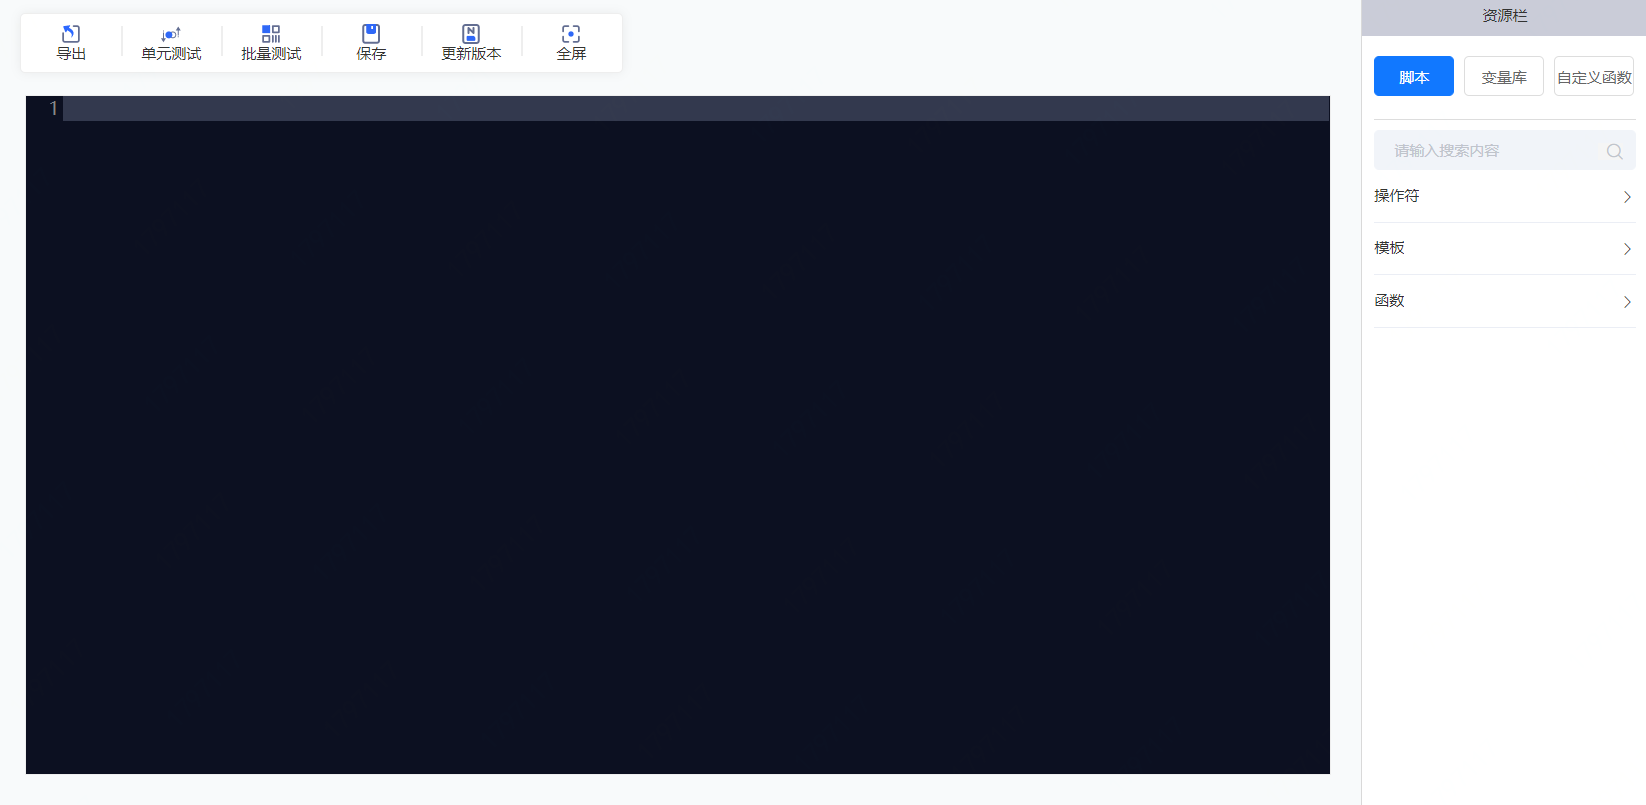 导出
单元测试
批量测试
保存
更新版本
全屏
1
资源栏
脚本
变量库
自定义函数
请输入搜索内容
操作符
模板
函数